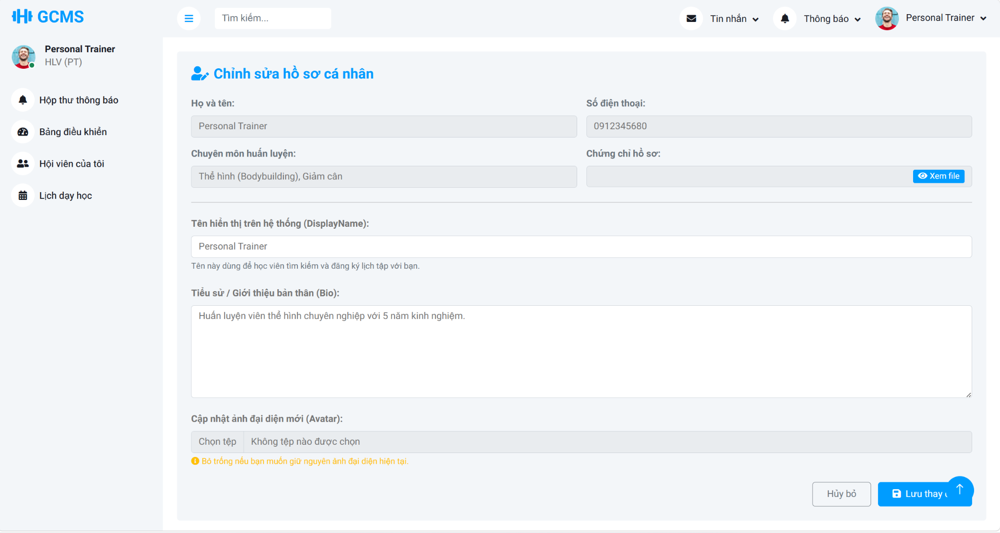 GCMS
Tìm kiếm...
Tin nhắn
Thông báo
Personal Trainer
Personal Trainer
HLV (PT)
Hộp thư thông báo
Bảng điều khiển
Hội viên của tôi
Lịch dạy học
Chỉnh sửa hồ sơ cá nhân
Họ và tên:
Số điện thoại:
Personal Trainer
0912345680
Chuyên môn huấn luyện:
Chứng chỉ hồ sơ:
Thể hình (Bodybuilding), Giảm cân
Xem file
Tên hiển thị trên hệ thống (DisplayName):
Personal Trainer
Tên này dùng để học viên tìm kiếm và đăng ký lịch tập với bạn.
Tiểu sử / Giới thiệu bản thân (Bio):
Huấn luyện viên thể hình chuyên nghiệp với 5 năm kinh nghiệm.
Cập nhật ảnh đại diện mới (Avatar):
Chọn tệp
Không tệp nào được chọn
Bỏ trống nếu bạn muốn giữ nguyên ảnh đại diện hiện tại.
Hủy bỏ
Lưu thay